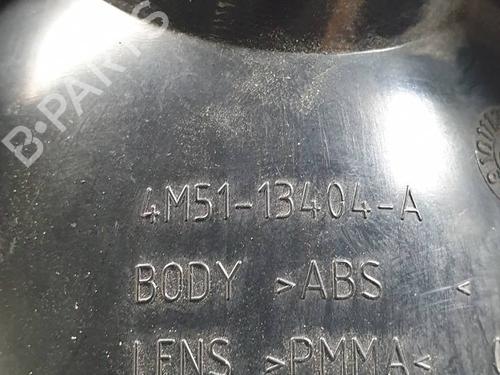 B-PARTS
4M51-13404-A
BODY >ABS <
LENS >PMMA<